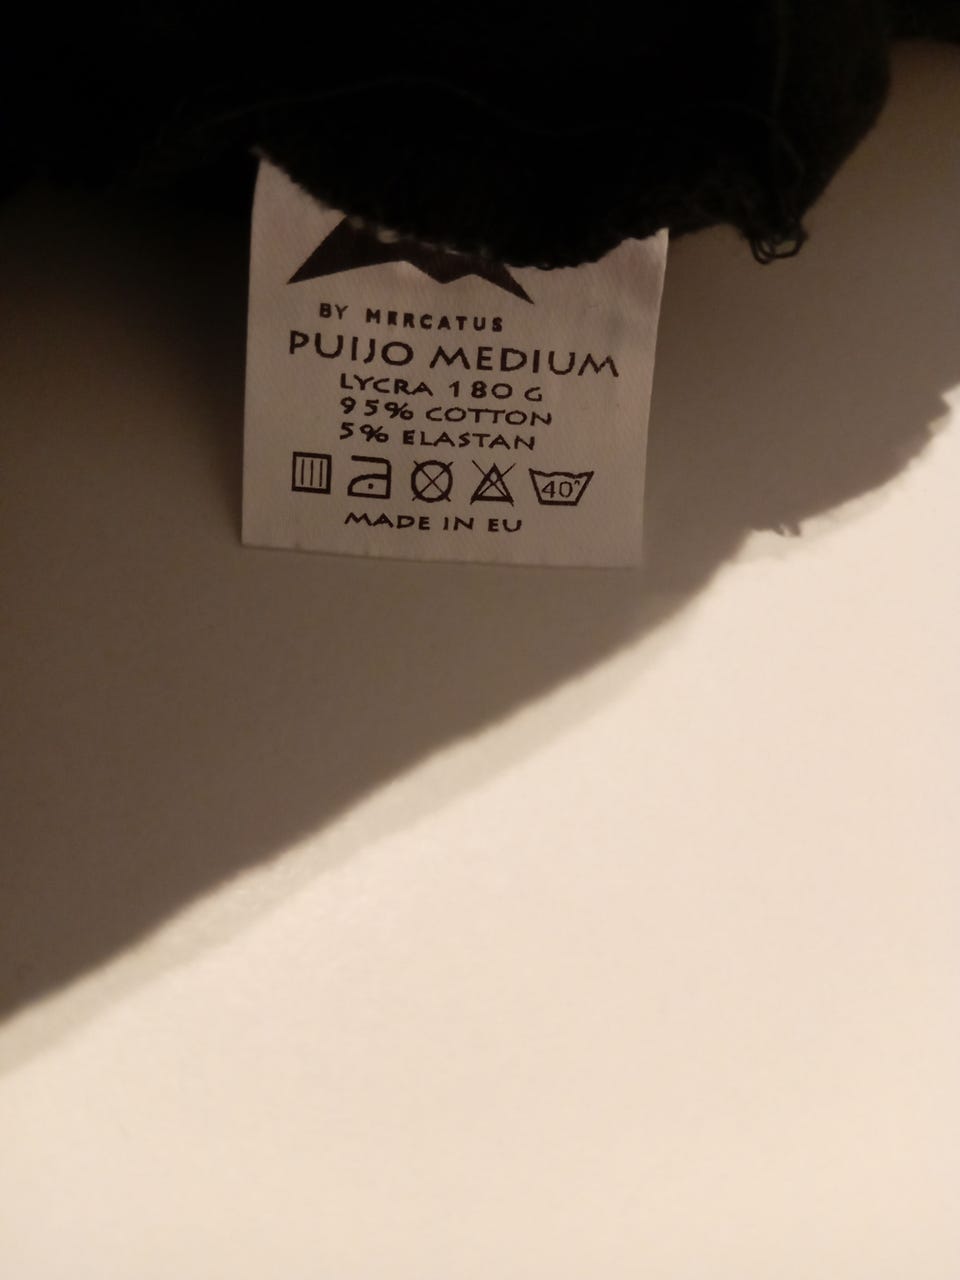 BY MERCATUS
PUIJO MEDIUM
LYCRA 180 G
95% COTTON
5% ELASTAN
40°
MADE IN EU